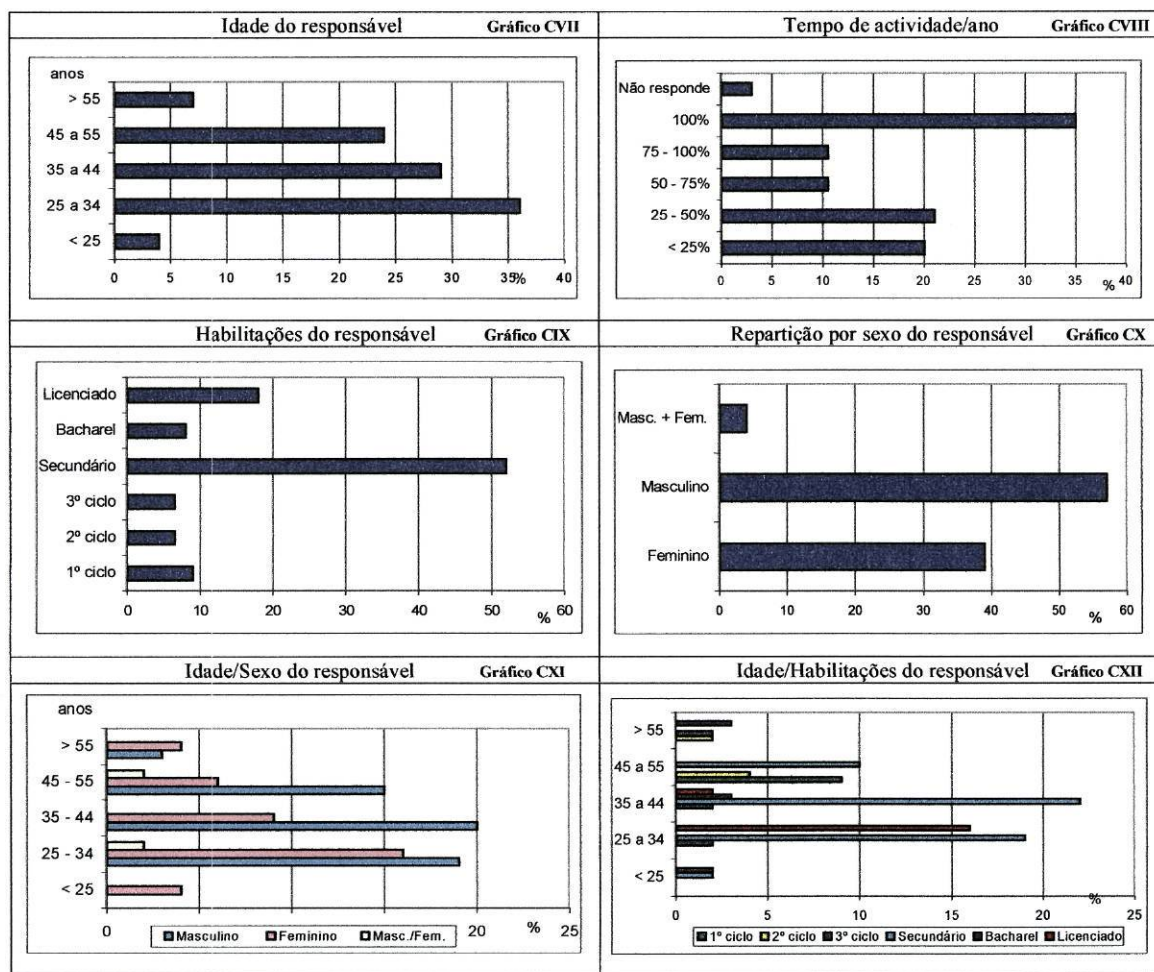 Idade do responsável Gráfico CVII
anos
> 55
45 a 55
35 a 44
25 a 34
< 25
0 5 10 15 20 25 30 35% 40
Tempo de actividade/ano Gráfico CVIII
Não responde
100%
75 - 100%
50 - 75%
25 - 50%
< 25%
0 5 10 15 20 25 30 35 % 40
Habilitações do responsável Gráfico CIX
Licenciado
Bacharel
Secundário
3º ciclo
2º ciclo
1º ciclo
0 10 20 30 40 50 % 60
Repartição por sexo do responsável Gráfico CX
Masc. + Fem.
Masculino
Feminino
0 10 20 30 40 50 % 60
Idade/Sexo do responsável Gráfico CXI
anos
> 55
45 - 55
35 - 44
25 - 34
< 25
0 5 10 15 20 % 25
Masculino Feminino Masc./Fem.
Idade/Habilitações do responsável Gráfico CXII
> 55
45 a 55
35 a 44
25 a 34
< 25
%
0 5 10 15 20 25
1º ciclo 2º ciclo 3º ciclo Secundário Bacharel Licenciado